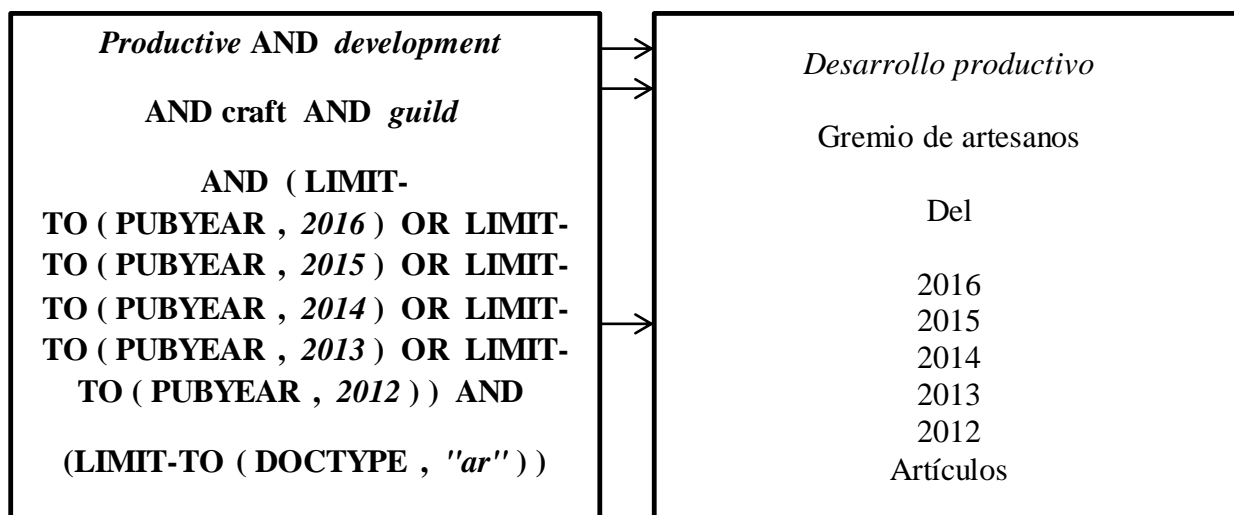 Productive AND development
AND craft AND guild
AND ( LIMIT-
TO ( PUBYEAR , 2016 ) OR LIMIT-
TO ( PUBYEAR , 2015 ) OR LIMIT-
TO ( PUBYEAR , 2014 ) OR LIMIT-
TO ( PUBYEAR , 2013 ) OR LIMIT-
TO ( PUBYEAR , 2012 ) ) AND
(LIMIT-TO ( DOCTYPE , "ar" ) )
Desarrollo productivo
Gremio de artesanos
Del
2016
2015
2014
2013
2012
Artículos